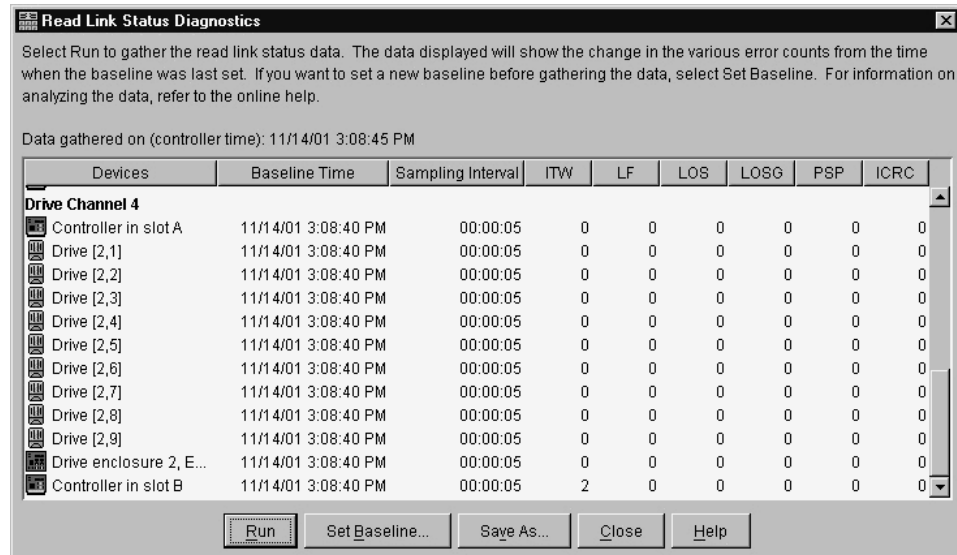 Read Link Status Diagnostics
Select Run to gather the read link status data. The data displayed will show the change in the various error counts from the time
when the baseline was last set. If you want to set a new baseline before gathering the data, select Set Baseline. For information on
analyzing the data, refer to the online help.
Data gathered on (controller time): 11/14/01 3:08:45 PM
Devices Baseline Time Sampling Interval ITW LF LOS LOSG PSP ICRC
Drive Channel 4
Controller in slot A 11/14/01 3:08:40 PM 00:00:05 0 0 0 0 0 0
Drive [2,1] 11/14/01 3:08:40 PM 00:00:05 0 0 0 0 0 0
Drive [2,2] 11/14/01 3:08:40 PM 00:00:05 0 0 0 0 0 0
Drive [2,3] 11/14/01 3:08:40 PM 00:00:05 0 0 0 0 0 0
Drive [2,4] 11/14/01 3:08:40 PM 00:00:05 0 0 0 0 0 0
Drive [2,5] 11/14/01 3:08:40 PM 00:00:05 0 0 0 0 0 0
Drive [2,6] 11/14/01 3:08:40 PM 00:00:05 0 0 0 0 0 0
Drive [2,7] 11/14/01 3:08:40 PM 00:00:05 0 0 0 0 0 0
Drive [2,8] 11/14/01 3:08:40 PM 00:00:05 0 0 0 0 0 0
Drive [2,9] 11/14/01 3:08:40 PM 00:00:05 0 0 0 0 0 0
Drive enclosure 2, E... 11/14/01 3:08:40 PM 00:00:05 0 0 0 0 0 0
Controller in slot B 11/14/01 3:08:40 PM 00:00:05 2 0 0 0 0 0
Run Set Baseline... Save As... Close Help